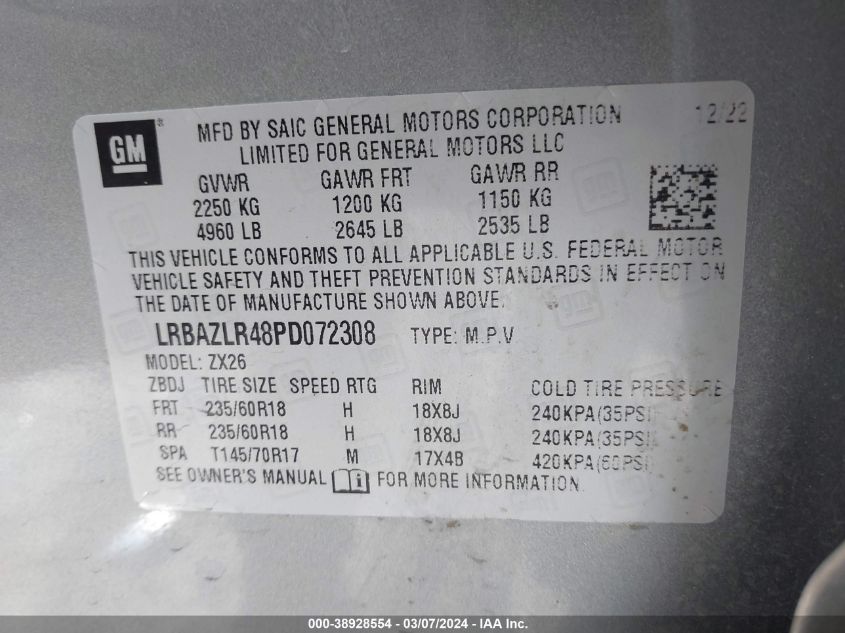 GM ®
MFD BY SAIC GENERAL MOTORS CORPORATION 12/22
LIMITED FOR GENERAL MOTORS LLC
GVWR GAWR FRT GAWR RR
2250 KG 1200 KG 1150 KG
4960 LB 2645 LB 2535 LB
THIS VEHICLE CONFORMS TO ALL APPLICABLE U.S. FEDERAL MOTOR
VEHICLE SAFETY AND THEFT PREVENTION STANDARDS IN EFFECT ON
THE DATE OF MANUFACTURE SHOWN ABOVE.
LRBAZLR48PD072308 TYPE: M.P.V
MODEL: ZX26
ZBDJ TIRE SIZE SPEED RTG RIM COLD TIRE PRESSURE
FRT 235/60R18 H 18X8J 240KPA(35PSI)
RR 235/60R18 H 18X8J 240KPA(35PSI)
SPA T145/70R17 M 17X4B 420KPA(60PSI)
SEE OWNER'S MANUAL FOR MORE INFORMATION
000-38928554 — 03/07/2024 — IAA Inc.